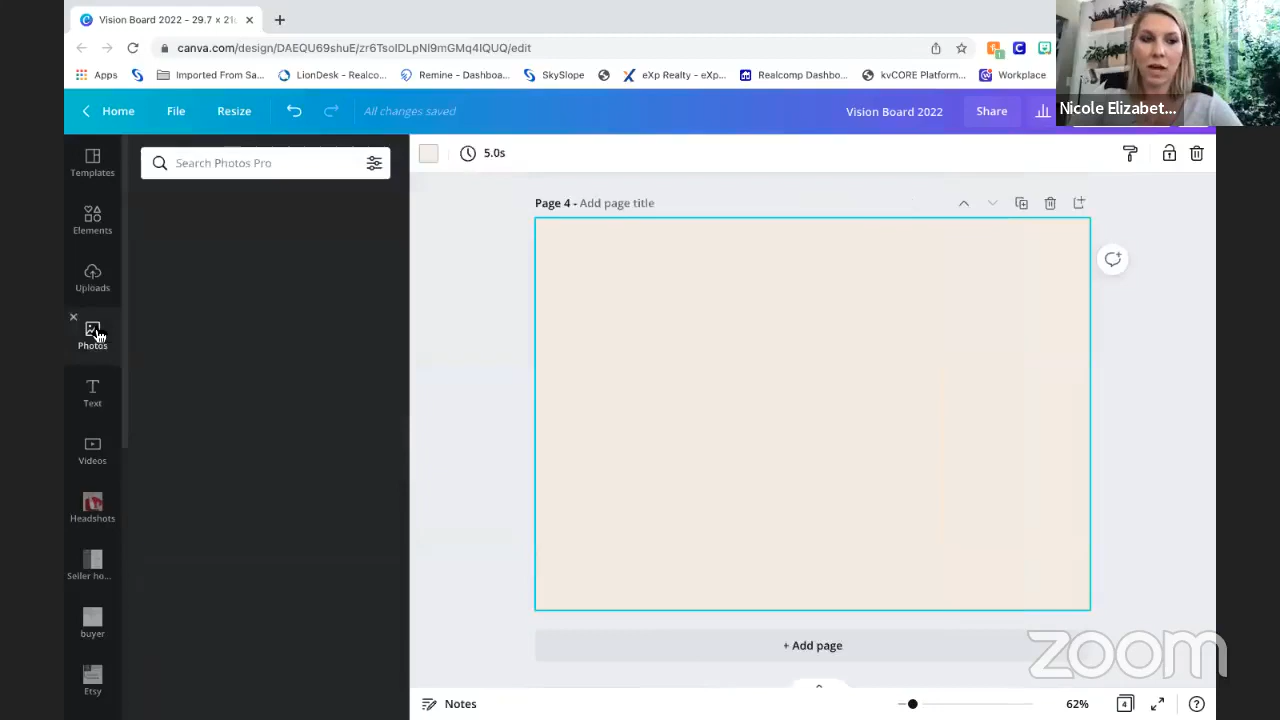 Vision Board 2022 - 29.7 × 21
canva.com/design/DAEQU69shuE/zr6TsoIDLpNl9mGMq4IQUQ/edit
Apps
Imported From Sa...
LionDesk - Realco...
Remine - Dashboa...
SkySlope
eXp Realty - eXp...
Realcomp Dashbo...
kvCORE Platform...
Workplace
Nicole Elizabet...
Home
File
Resize
All changes saved
Vision Board 2022
Share
Templates
Elements
Uploads
Photos
Text
Videos
Headshots
Seller ho...
buyer
Etsy
Search Photos Pro
5.0s
Page 4 - Add page title
+ Add page
zoom
Notes
62%
4
?